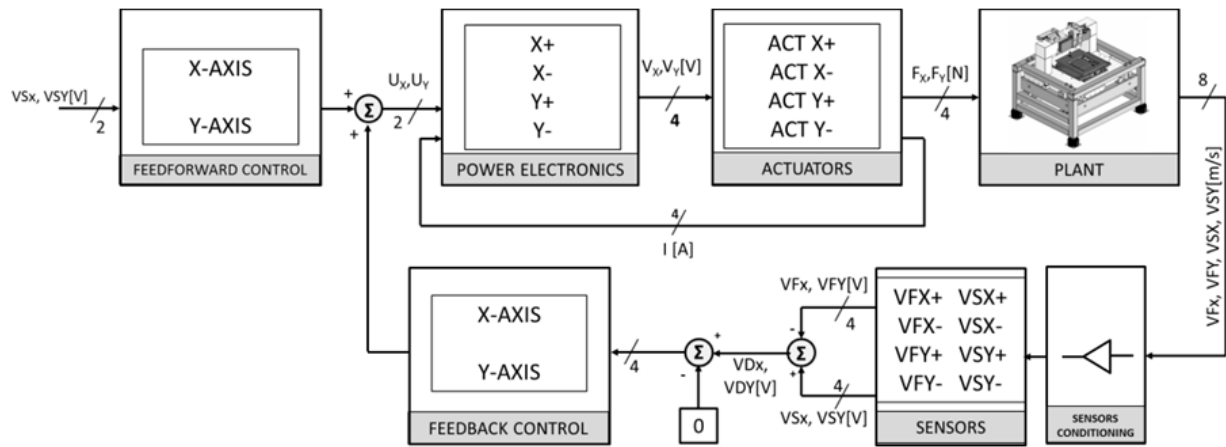 VSx, VSY[V]
2
X-AXIS
Y-AXIS
FEEDFORWARD CONTROL
+
Σ
+
UX,UY
2
X+
X-
Y+
Y-
POWER ELECTRONICS
VX,VY[V]
4
ACT X+
ACT X-
ACT Y+
ACT Y-
ACTUATORS
FX,FY[N]
4
PLANT
8
4
I [A]
VFx, VFY, VSX, VSY[m/s]
X-AXIS
Y-AXIS
FEEDBACK CONTROL
4
+
Σ
-
0
VDx,
VDY[V]
VFx, VFY[V]
4
-
Σ
+
4
VSx, VSY[V]
VFX+ VSX+
VFX- VSX-
VFY+ VSY+
VFY- VSY-
SENSORS
SENSORS
CONDITIONING